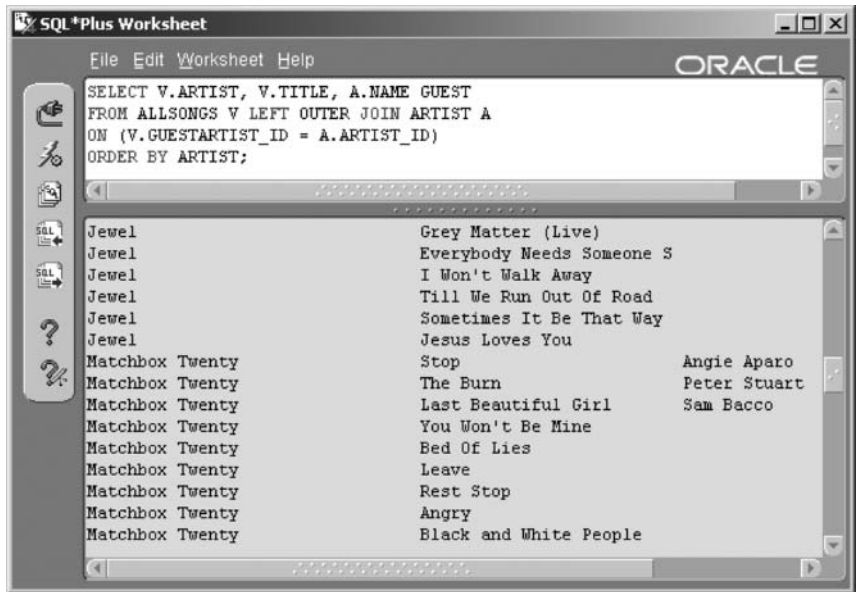 SQL*Plus Worksheet
File Edit Worksheet Help
ORACLE
SELECT V.ARTIST, V.TITLE, A.NAME GUEST
FROM ALLSONGS V LEFT OUTER JOIN ARTIST A
ON (V.GUESTARTIST_ID = A.ARTIST_ID)
ORDER BY ARTIST;
Jewel Grey Matter (Live)
Jewel Everybody Needs Someone S
Jewel I Won't Walk Away
Jewel Till We Run Out Of Road
Jewel Sometimes It Be That Way
Jewel Jesus Loves You
Matchbox Twenty Stop Angie Aparo
Matchbox Twenty The Burn Peter Stuart
Matchbox Twenty Last Beautiful Girl Sam Bacco
Matchbox Twenty You Won't Be Mine
Matchbox Twenty Bed Of Lies
Matchbox Twenty Leave
Matchbox Twenty Rest Stop
Matchbox Twenty Angry
Matchbox Twenty Black and White People
SQL
SQL